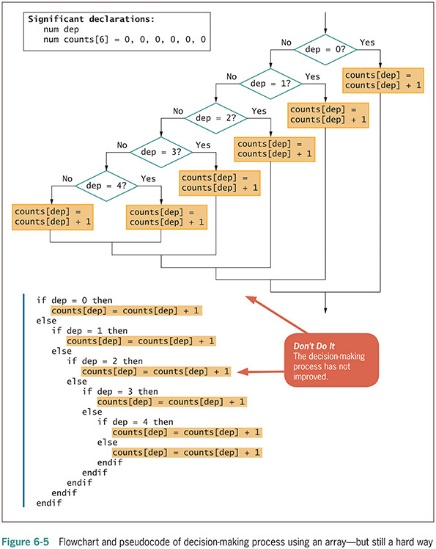 Significant declarations:
num dep
num counts[6] = 0, 0, 0, 0, 0, 0
No
dep = 0?
Yes
counts[dep] =
counts[dep] + 1
No
dep = 1?
Yes
counts[dep] =
counts[dep] + 1
No
dep = 2?
Yes
counts[dep] =
counts[dep] + 1
No
dep = 3?
Yes
counts[dep] =
counts[dep] + 1
No
dep = 4?
Yes
counts[dep] =
counts[dep] + 1
counts[dep] =
counts[dep] + 1
if dep = 0 then
counts[dep] = counts[dep] + 1
else
if dep = 1 then
counts[dep] = counts[dep] + 1
else
if dep = 2 then
counts[dep] = counts[dep] + 1
else
if dep = 3 then
counts[dep] = counts[dep] + 1
else
if dep = 4 then
counts[dep] = counts[dep] + 1
else
counts[dep] = counts[dep] + 1
endif
endif
endif
endif
endif
Don't Do It
The decision-making
process has not
improved.
Figure 6-5 Flowchart and pseudocode of decision-making process using an array—but still a hard way